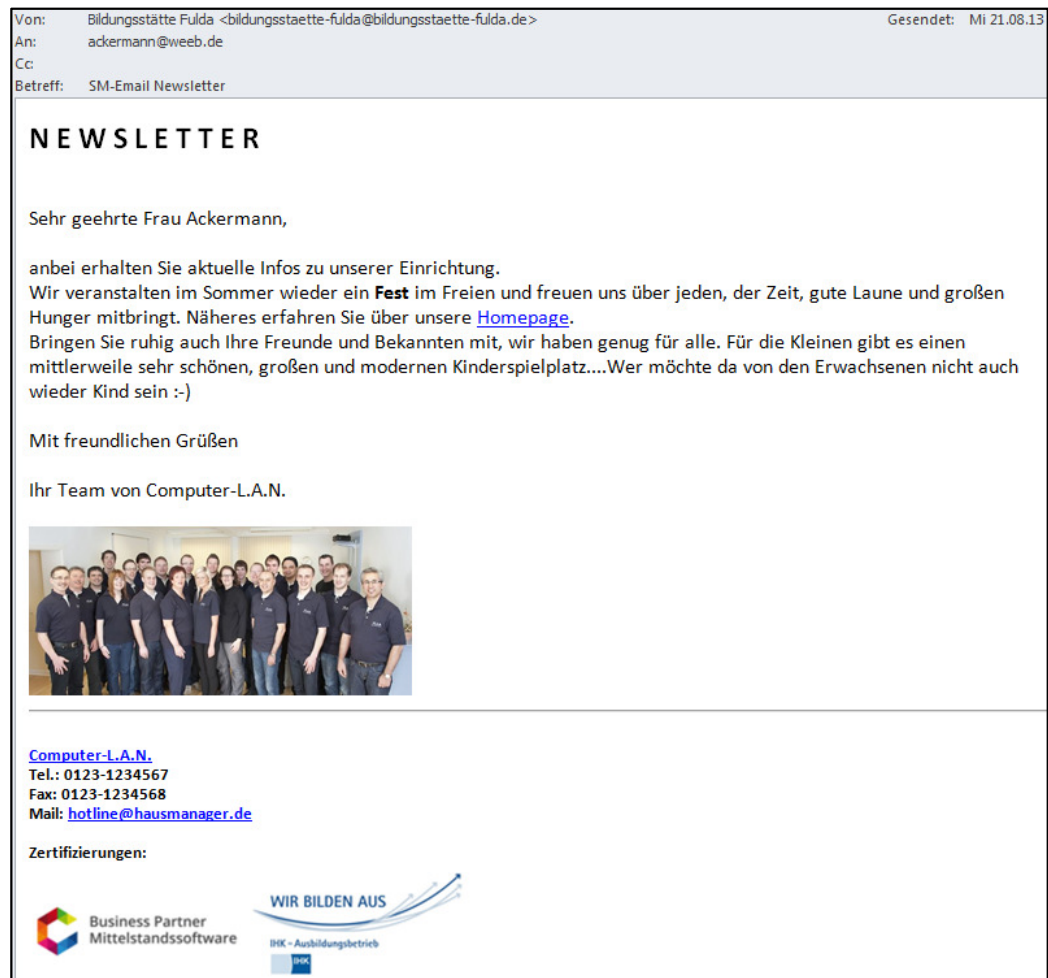 Von: Bildungsstätte Fulda <bildungsstaette-fulda@bildungsstaette-fulda.de> Gesendet: Mi 21.08.13
An: ackermann@weeb.de
Cc:
Betreff: SM-Email Newsletter
NEWSLETTER
Sehr geehrte Frau Ackermann,
anbei erhalten Sie aktuelle Infos zu unserer Einrichtung.
Wir veranstalten im Sommer wieder ein Fest im Freien und freuen uns über jeden, der Zeit, gute Laune und großen
Hunger mitbringt. Näheres erfahren Sie über unsere Homepage.
Bringen Sie ruhig auch Ihre Freunde und Bekannten mit, wir haben genug für alle. Für die Kleinen gibt es einen
mittlerweile sehr schönen, großen und modernen Kinderspielplatz....Wer möchte da von den Erwachsenen nicht auch
wieder Kind sein :-)
Mit freundlichen Grüßen
Ihr Team von Computer-L.A.N.
Computer-L.A.N.
Tel.: 0123-1234567
Fax: 0123-1234568
Mail: hotline@hausmanager.de
Zertifizierungen:
Business Partner
Mittelstandssoftware
WIR BILDEN AUS
IHK - Ausbildungsbetrieb
IHK